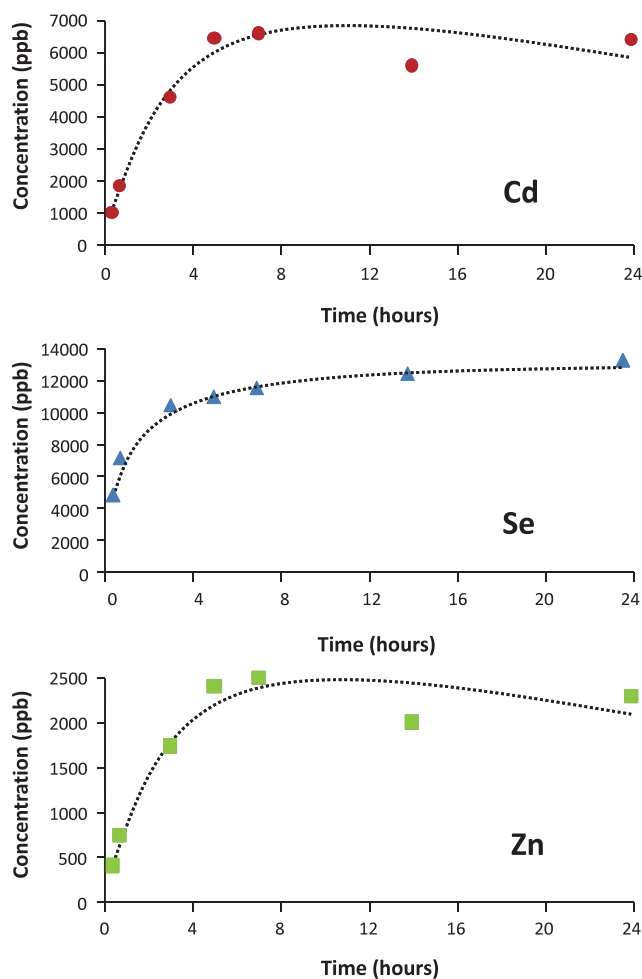 Concentration (ppb)
7000
6000
5000
4000
3000
2000
1000
0
Cd
0 4 8 12 16 20 24
Time (hours)
Concentration (ppb)
14000
12000
10000
8000
6000
4000
2000
0
Se
0 4 8 12 16 20 24
Time (hours)
Concentration (ppb)
2500
2000
1500
1000
500
0
Zn
0 4 8 12 16 20 24
Time (hours)